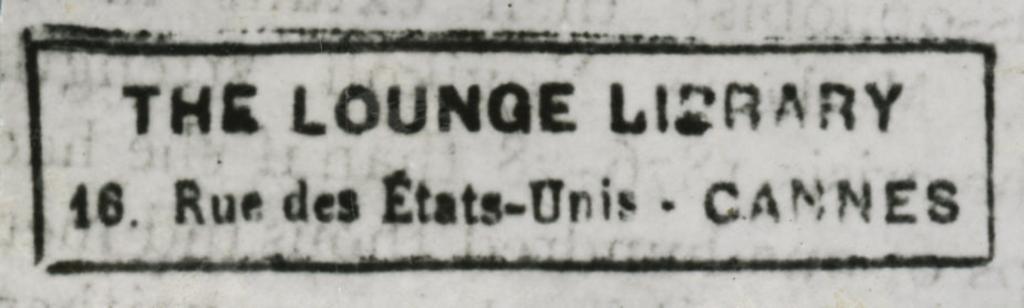 THE LOUNGE LIBRARY
16. Rue des États-Unis - CANNES